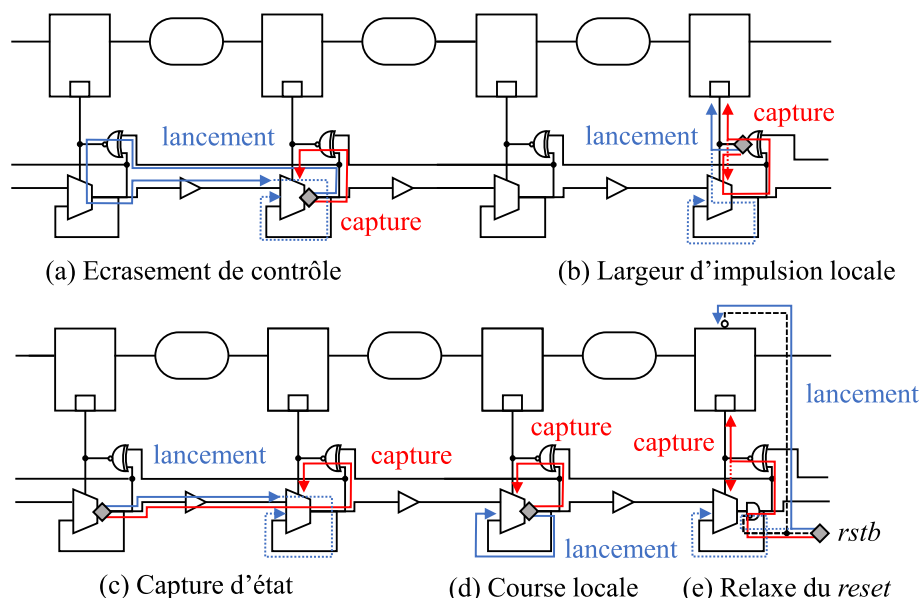 lancement
capture
lancement
capture
(a) Ecrasement de contrôle
(b) Largeur d’impulsion locale
lancement
capture
lancement
capture
capture
lancement
rstb
(c) Capture d’état
(d) Course locale
(e) Relaxe du reset